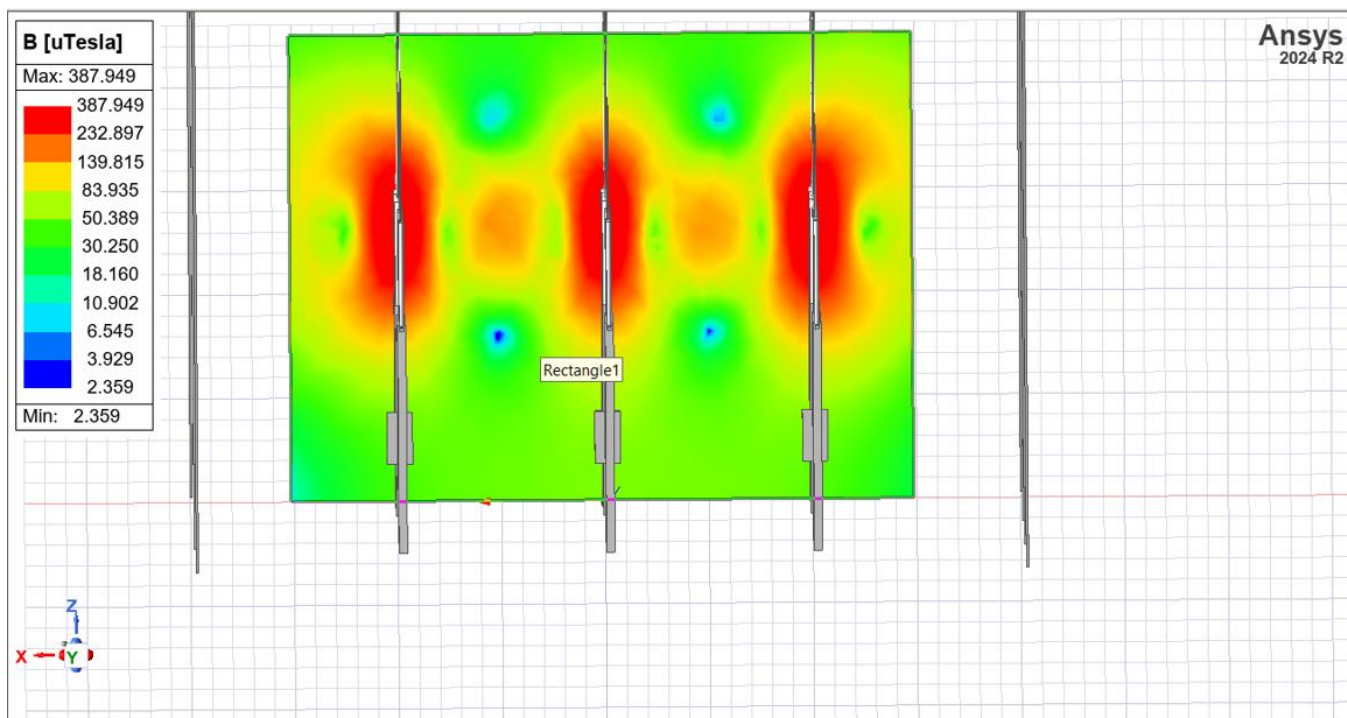 B [uTesla]
Max: 387.949
387.949
232.897
139.815
83.935
50.389
30.250
18.160
10.902
6.545
3.929
2.359
Min: 2.359
Ansys
2024 R2
Rectangle1
Z
X
Y